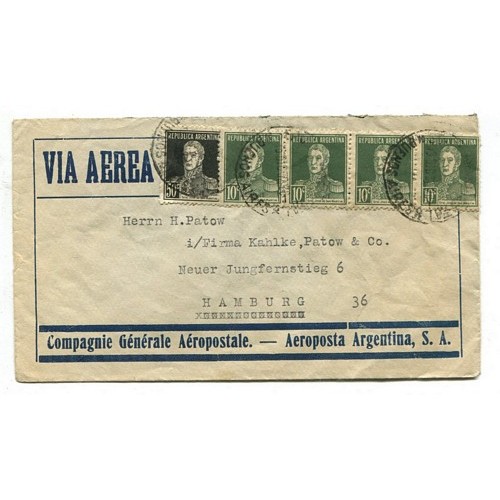 REPUBLICA ARGENTINA REPUBLICA ARGENTINA REPUBLICA ARGENTINA REPUBLICA ARGENTINA REPUBLICA ARGENTINA
50¢ 10¢ 10¢ 10¢ 10¢
VIA AEREA
Herrn H.Patow
i/Firma Kahlke,Patow & Co.
Neuer Jungfernstieg 6
HAMBURG 36
Compagnie Générale Aéropostale. — Aeroposta Argentina, S. A.